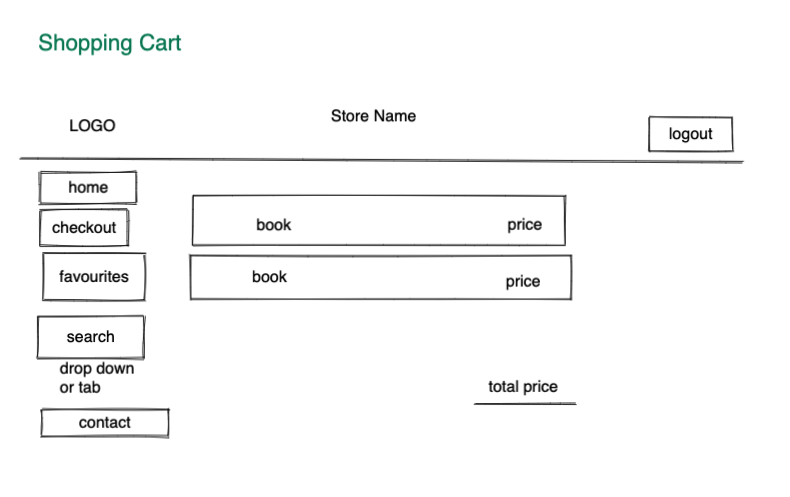 Shopping Cart
LOGO
Store Name
logout
home
checkout
favourites
search
drop down
or tab
contact
book price
book price
total price